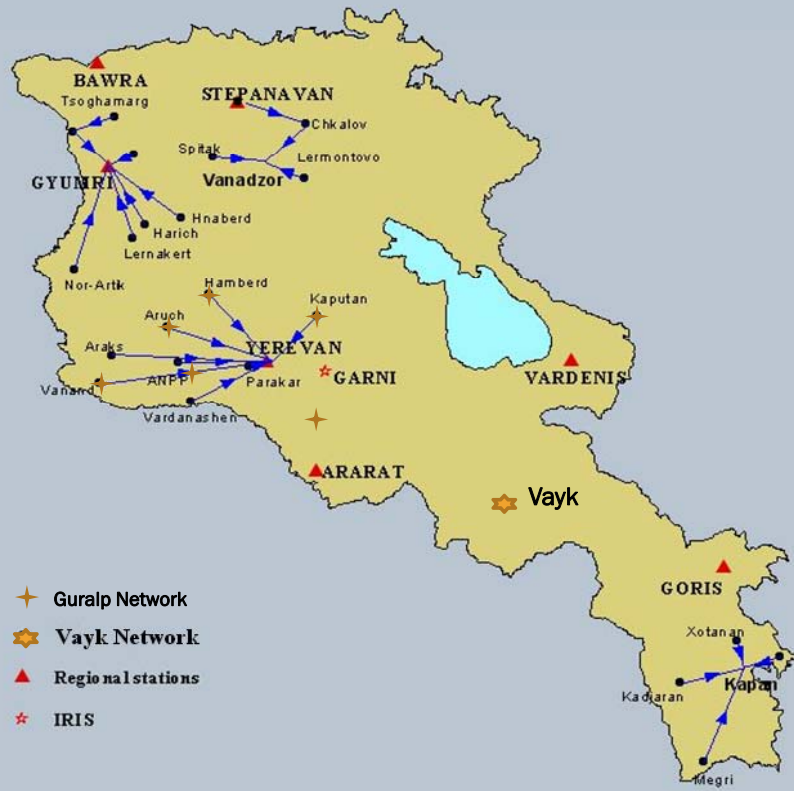 BAWRA
Tsoghamarg
STEPANAVAN
Chkalov
Spitak
Lermontovo
Vanadzor
GYUMRI
Hnaberd
Harich
Lernakert
Nor-Artik
Hamberd
Kaputan
Aruch
Araks
YEREVAN
GARNI
VARDENIS
Vanand
ANPP
Parakar
Vardanashen
ARARAT
Vayk
GORIS
Guralp Network
Vayk Network
Xotanan
Regional stations
Kadjaran
Kapan
IRIS
Megri